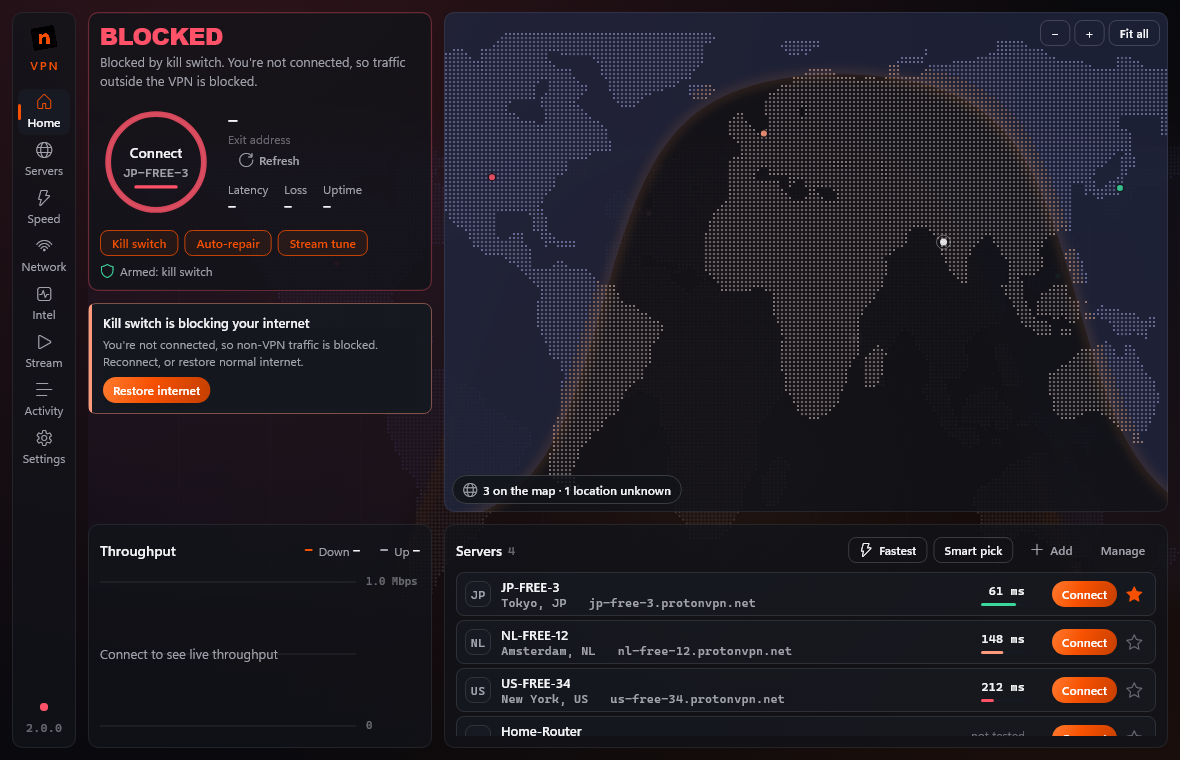 n
VPN
Home
Servers
Speed
Network
Intel
Stream
Activity
Settings
2.0.0
BLOCKED
Blocked by kill switch. You're not connected, so traffic
outside the VPN is blocked.
Connect
JP-FREE-3
–
Exit address
Refresh
Latency Loss Uptime
– – –
Kill switch Auto-repair Stream tune
Armed: kill switch
Kill switch is blocking your internet
You're not connected, so non-VPN traffic is blocked.
Reconnect, or restore normal internet.
Restore internet
− + Fit all
3 on the map · 1 location unknown
Throughput Down – Up –
1.0 Mbps
Connect to see live throughput
0
Servers 4 Fastest Smart pick + Add Manage
JP JP-FREE-3 61 ms Connect
Tokyo, JP jp-free-3.protonvpn.net
NL NL-FREE-12 148 ms Connect
Amsterdam, NL nl-free-12.protonvpn.net
US US-FREE-34 212 ms Connect
New York, US us-free-34.protonvpn.net
Home-Router not tested